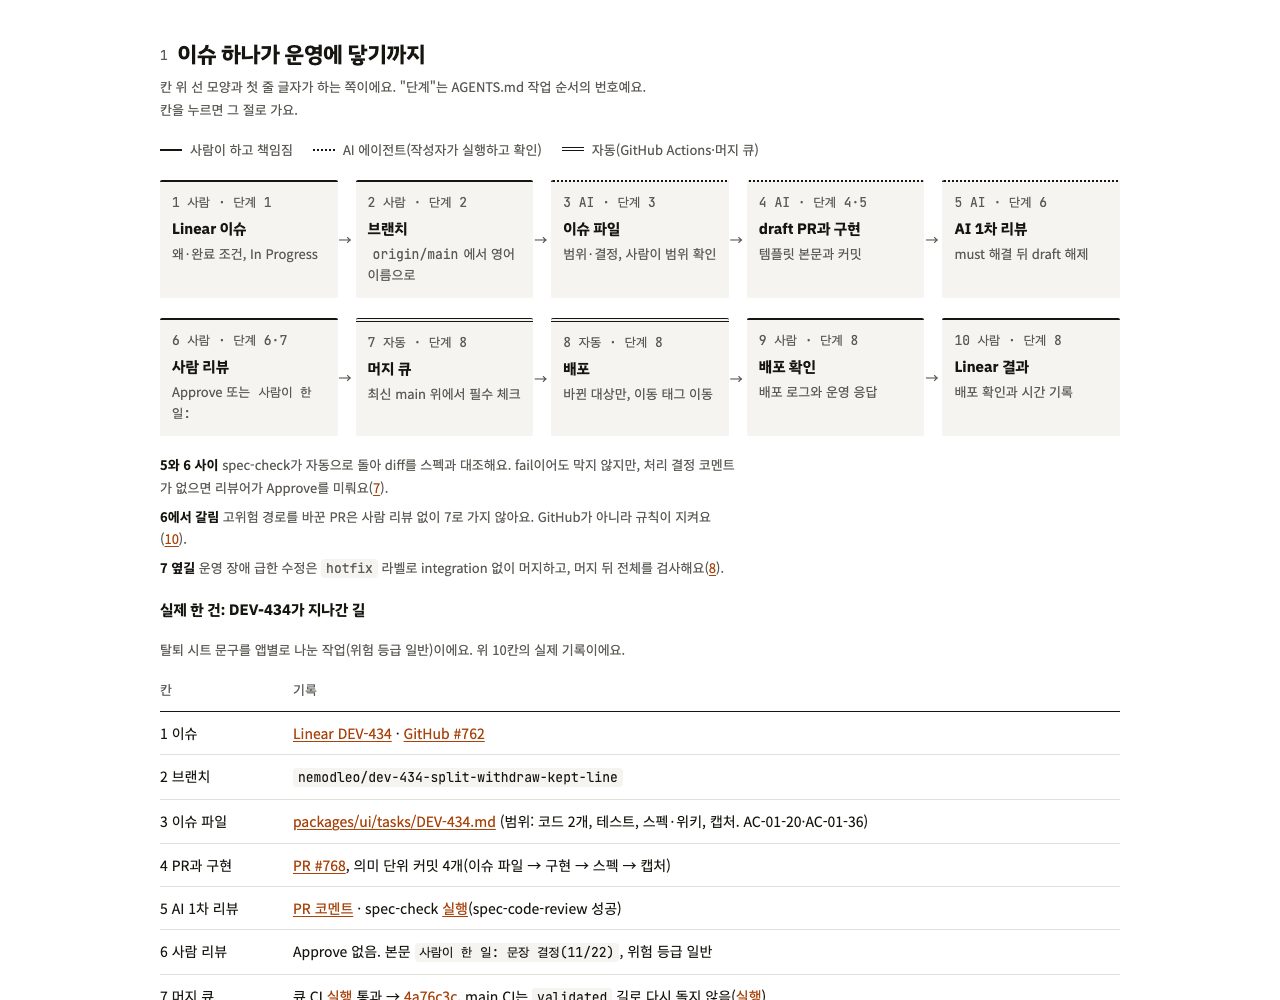 1 이슈 하나가 운영에 닿기까지
칸 위 선 모양과 첫 줄 글자가 하는 쪽이에요. "단계"는 AGENTS.md 작업 순서의 번호예요.
칸을 누르면 그 절로 가요.
사람이 하고 책임짐 AI 에이전트(작성자가 실행하고 확인) 자동(GitHub Actions·머지 큐)
1 사람 · 단계 1
Linear 이슈
왜·완료 조건, In Progress
→
2 사람 · 단계 2
브랜치
origin/main 에서 영어
이름으로
→
3 AI · 단계 3
이슈 파일
범위·결정, 사람이 범위 확인
→
4 AI · 단계 4·5
draft PR과 구현
템플릿 본문과 커밋
→
5 AI · 단계 6
AI 1차 리뷰
must 해결 뒤 draft 해제
6 사람 · 단계 6·7
사람 리뷰
Approve 또는 사람이 한
일:
→
7 자동 · 단계 8
머지 큐
최신 main 위에서 필수 체크
→
8 자동 · 단계 8
배포
바뀐 대상만, 이동 태그 이동
→
9 사람 · 단계 8
배포 확인
배포 로그와 운영 응답
→
10 사람 · 단계 8
Linear 결과
배포 확인과 시간 기록
5와 6 사이 spec-check가 자동으로 돌아 diff를 스펙과 대조해요. fail이어도 막지 않지만, 처리 결정 코멘트
가 없으면 리뷰어가 Approve를 미뤄요(7).
6에서 갈림 고위험 경로를 바꾼 PR은 사람 리뷰 없이 7로 가지 않아요. GitHub가 아니라 규칙이 지켜요
(10).
7 옆길 운영 장애 급한 수정은 hotfix 라벨로 integration 없이 머지하고, 머지 뒤 전체를 검사해요(8).
실제 한 건: DEV-434가 지나간 길
탈퇴 시트 문구를 앱별로 나눈 작업(위험 등급 일반)이에요. 위 10칸의 실제 기록이에요.
칸 기록
1 이슈 Linear DEV-434 · GitHub #762
2 브랜치 nemodleo/dev-434-split-withdraw-kept-line
3 이슈 파일 packages/ui/tasks/DEV-434.md (범위: 코드 2개, 테스트, 스펙·위키, 캡처. AC-01-20·AC-01-36)
4 PR과 구현 PR #768, 의미 단위 커밋 4개(이슈 파일 → 구현 → 스펙 → 캡처)
5 AI 1차 리뷰 PR 코멘트 · spec-check 실행(spec-code-review 성공)
6 사람 리뷰 Approve 없음. 본문 사람이 한 일: 문장 결정(11/22) , 위험 등급 일반
7 머지 큐 큐 CI 실행 통과 → 4a76c3c. main CI는 validated 길로 다시 돌지 않음(실행)